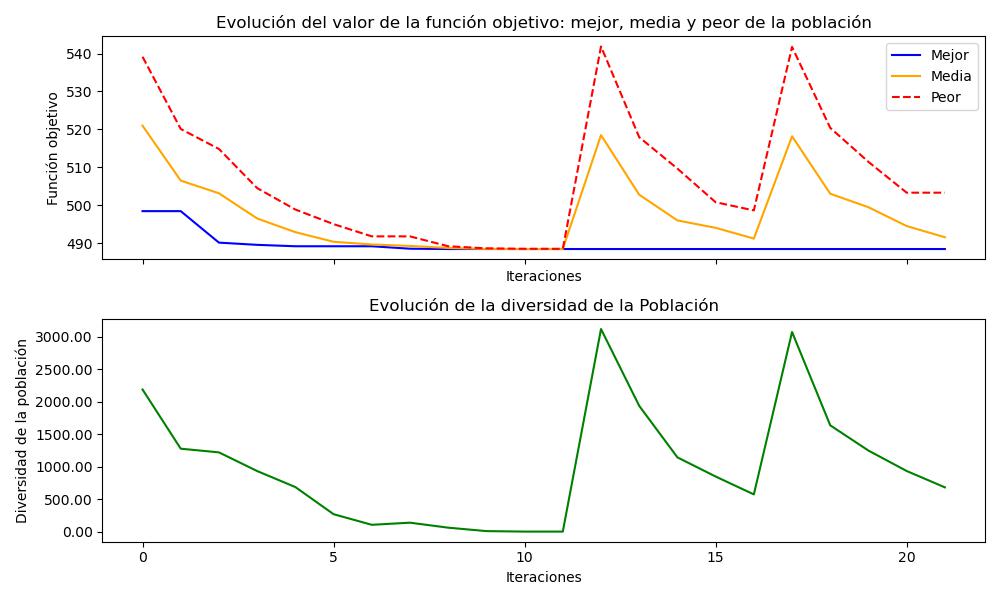 Evolución del valor de la función objetivo: mejor, media y peor de la población
Función objetivo
540
530
520
510
500
490
Mejor
Media
Peor
Iteraciones
Evolución de la diversidad de la Población
Diversidad de la población
3000.00
2500.00
2000.00
1500.00
1000.00
500.00
0.00
0 5 10 15 20
Iteraciones